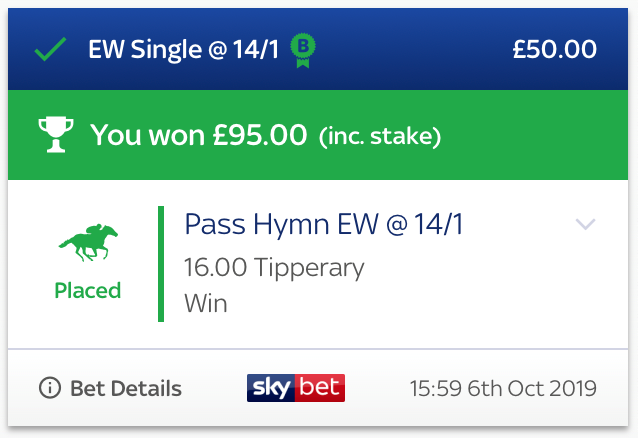 EW Single @ 14/1 B £50.00
You won £95.00 (inc. stake)
Pass Hymn EW @ 14/1
16.00 Tipperary
Placed
Win
Bet Details sky bet 15:59 6th Oct 2019